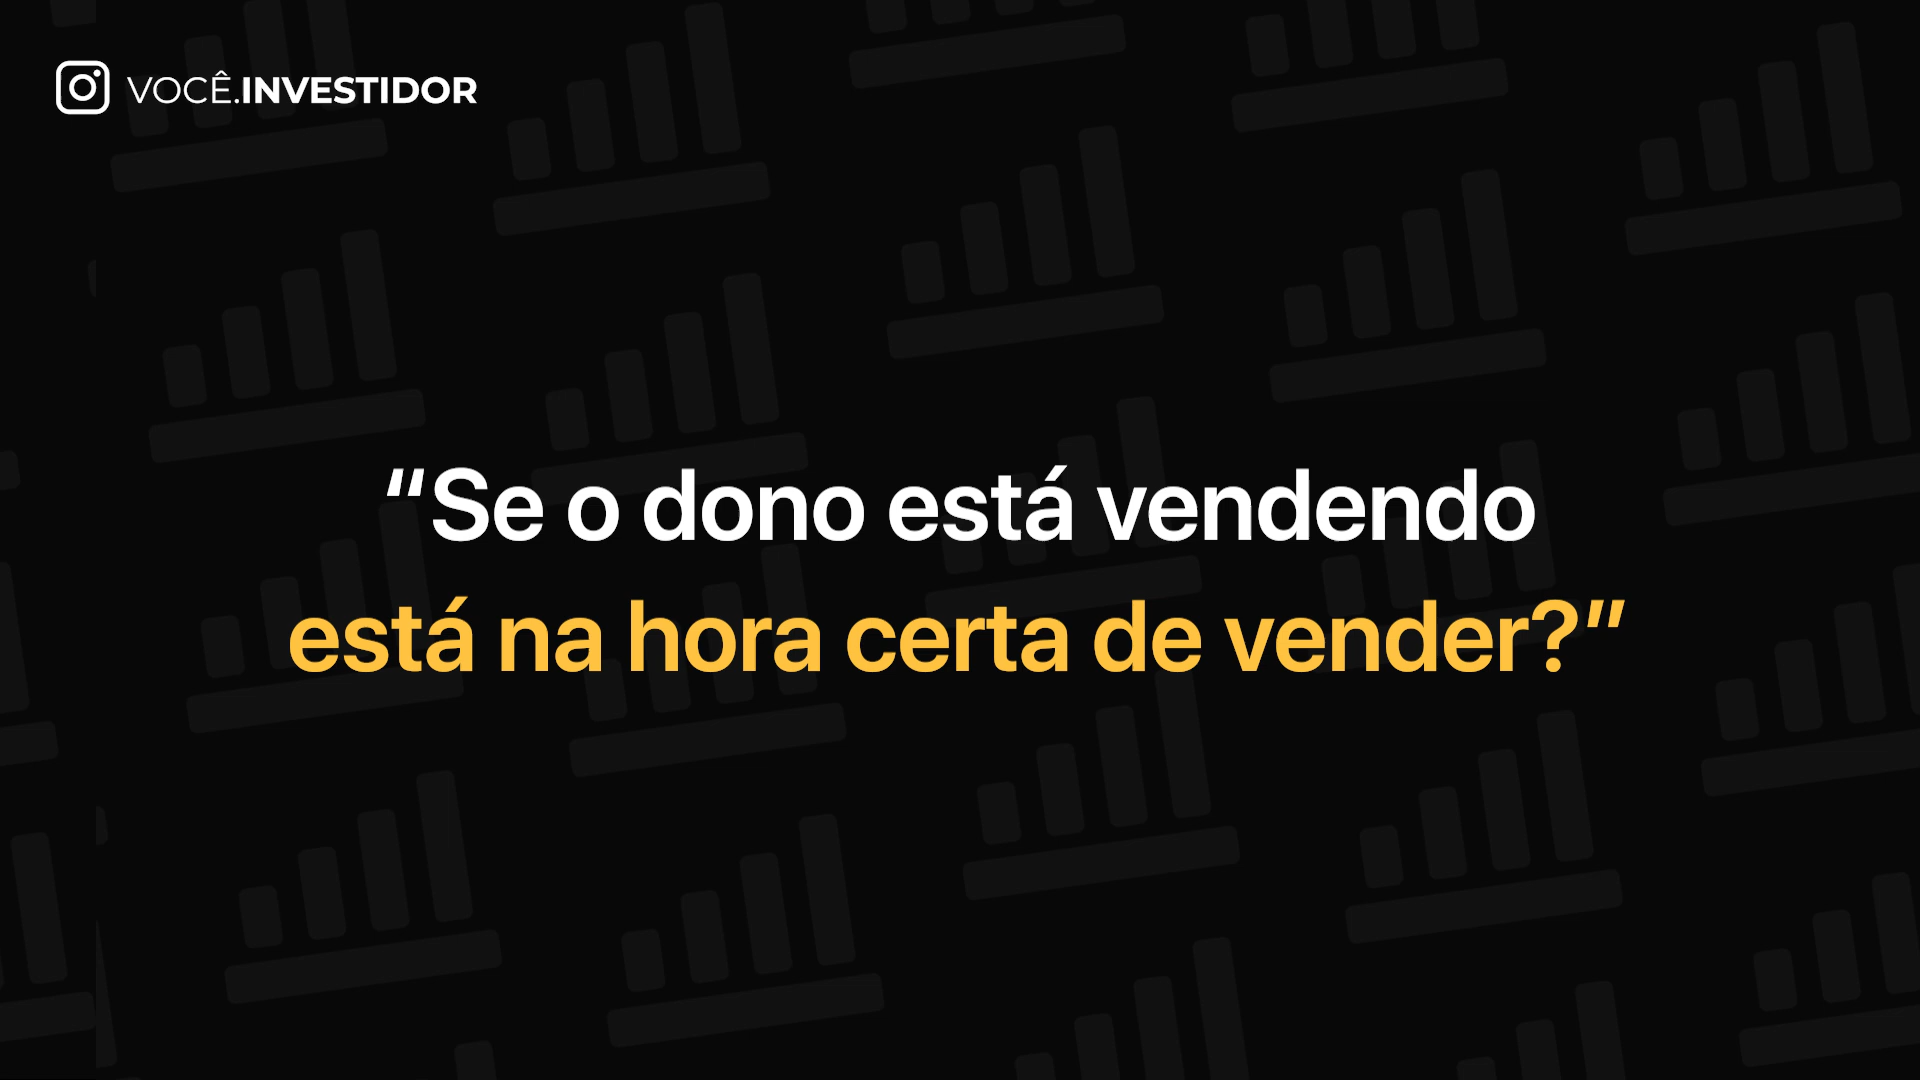 VOCÊ.INVESTIDOR
“Se o dono está vendendo
está na hora certa de vender?”